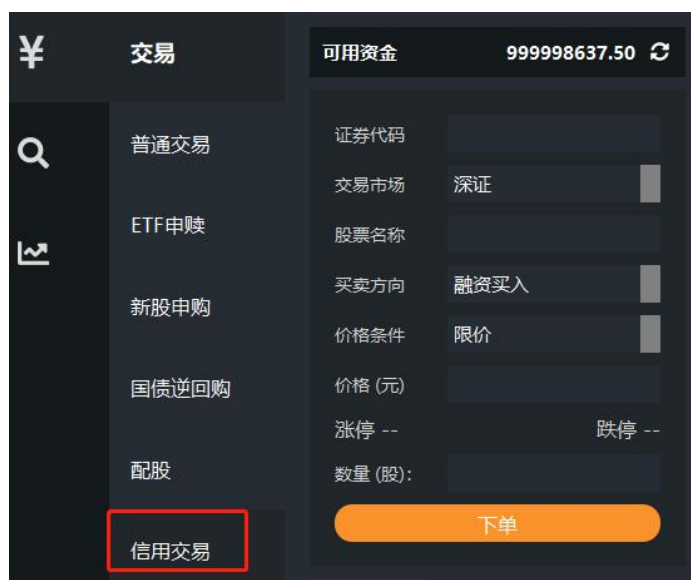 ¥
交易
普通交易
ETF申赎
新股申购
国债逆回购
配股
信用交易
可用资金 999998637.50
证券代码
交易市场 深证
股票名称
买卖方向 融资买入
价格条件 限价
价格 (元)
涨停 -- 跌停 --
数量 (股):
下单